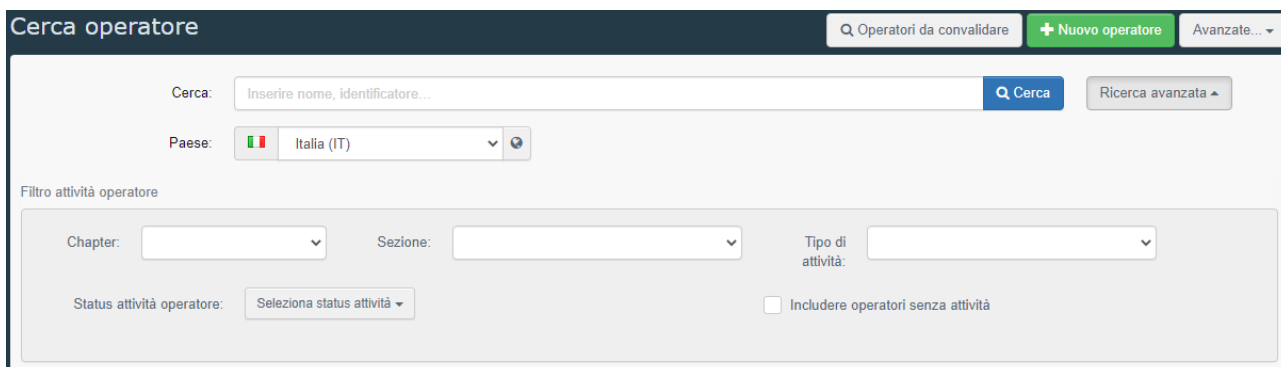 Cerca operatore
Operatori da convalidare
Nuovo operatore
Avanzate...
Cerca:
Inserire nome, identificatore...
Cerca
Ricerca avanzata
Paese:
Italia (IT)
Filtro attività operatore
Chapter:
Sezione:
Tipo di
attività:
Status attività operatore:
Seleziona status attività
Includere operatori senza attività